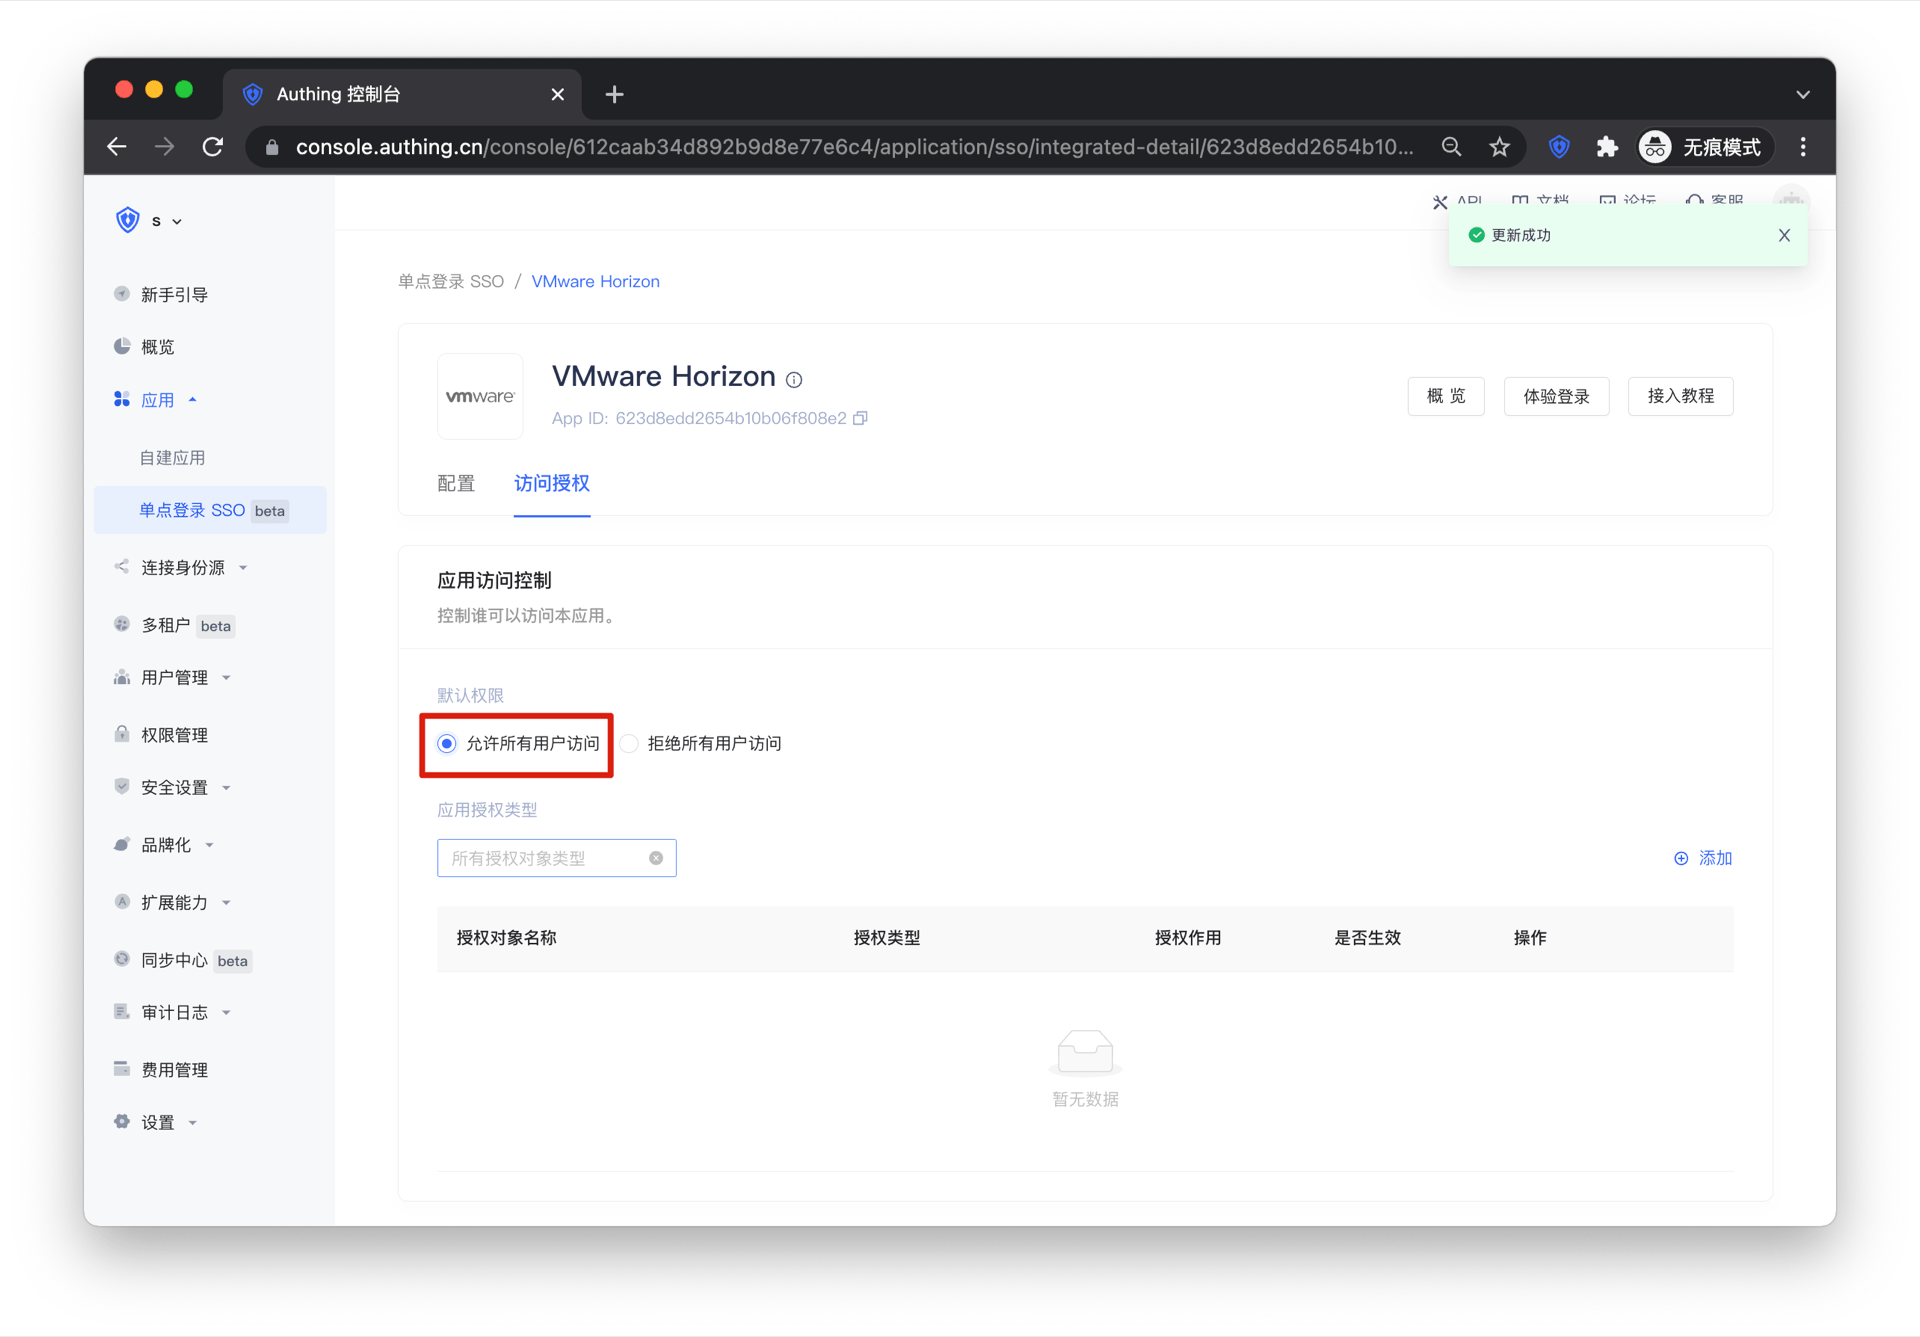 Authing 控制台
console.authing.cn/console/612caab34d892b9d8e77e6c4/application/sso/integrated-detail/623d8edd2654b10...
无痕模式
s
API 文档 论坛 客服
更新成功
新手引导
概览
应用
自建应用
单点登录 SSO beta
连接身份源
多租户 beta
用户管理
权限管理
安全设置
品牌化
扩展能力
同步中心 beta
审计日志
费用管理
设置
单点登录 SSO / VMware Horizon
vmware
VMware Horizon
App ID: 623d8edd2654b10b06f808e2
概 览 体验登录 接入教程
配置 访问授权
应用访问控制
控制谁可以访问本应用。
默认权限
允许所有用户访问 拒绝所有用户访问
应用授权类型
所有授权对象类型
添加
授权对象名称 授权类型 授权作用 是否生效 操作
暂无数据